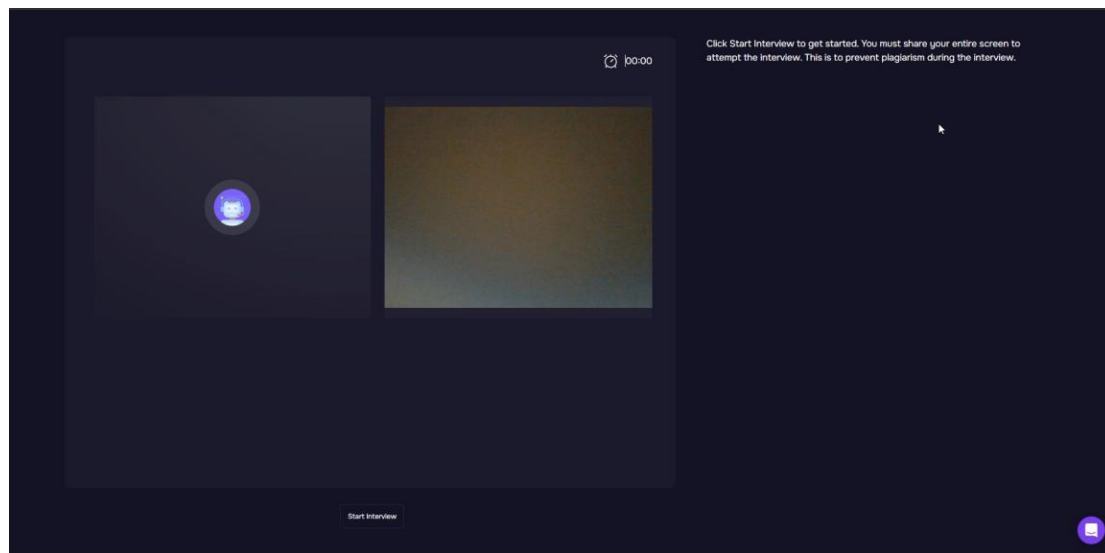 00:00
Click Start Interview to get started. You must share your entire screen to
attempt the interview. This is to prevent plagiarism during the interview.
Start Interview